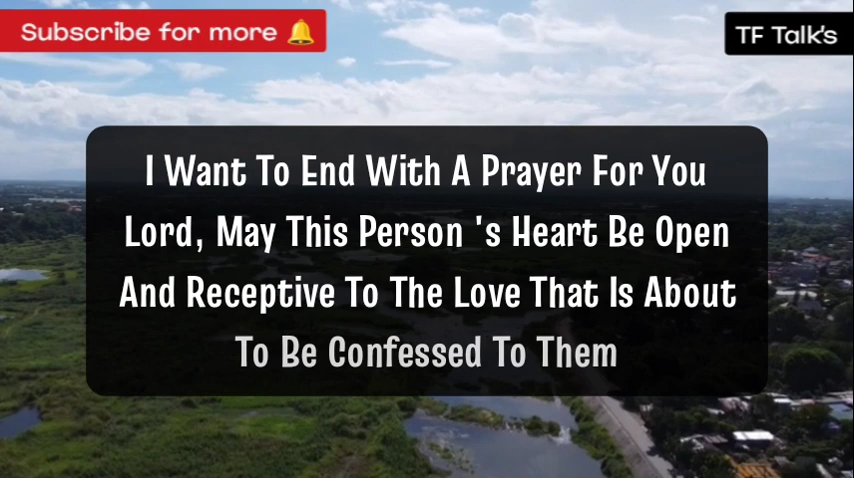 Subscribe for more 🔔
TF Talk's
I Want To End With A Prayer For You
Lord, May This Person 's Heart Be Open
And Receptive To The Love That Is About
To Be Confessed To Them